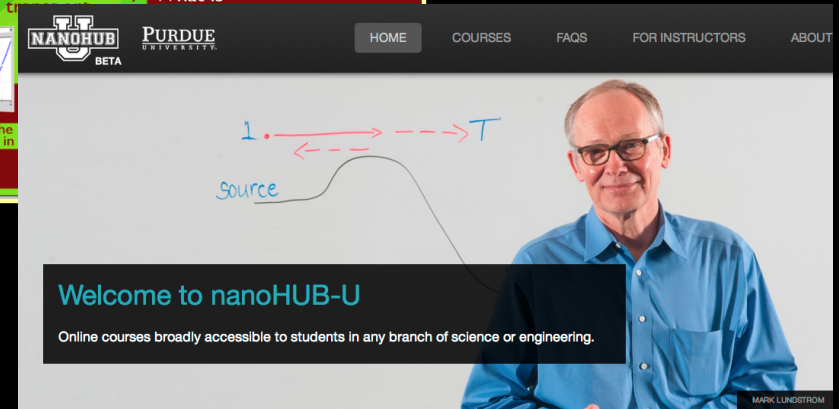 NANOHUB
U
BETA
PURDUE
UNIVERSITY.
HOME
COURSES
FAQS
FOR INSTRUCTORS
ABOUT
1
T
source
Welcome to nanoHUB-U
Online courses broadly accessible to students in any branch of science or engineering.
MARK LUNDSTROM